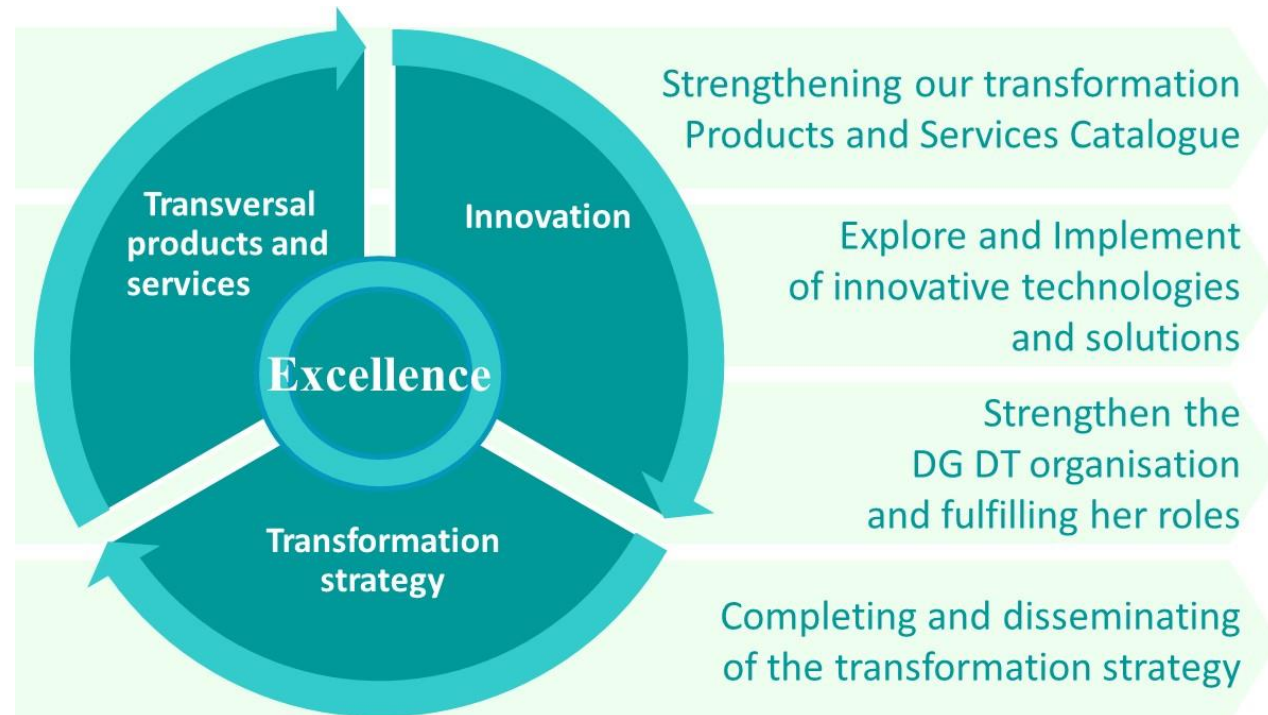 Transversal
products and
services
Innovation
Excellence
Transformation
strategy
Strengthening our transformation
Products and Services Catalogue
Explore and Implement
of innovative technologies
and solutions
Strengthen the
DG DT organisation
and fulfilling her roles
Completing and disseminating
of the transformation strategy